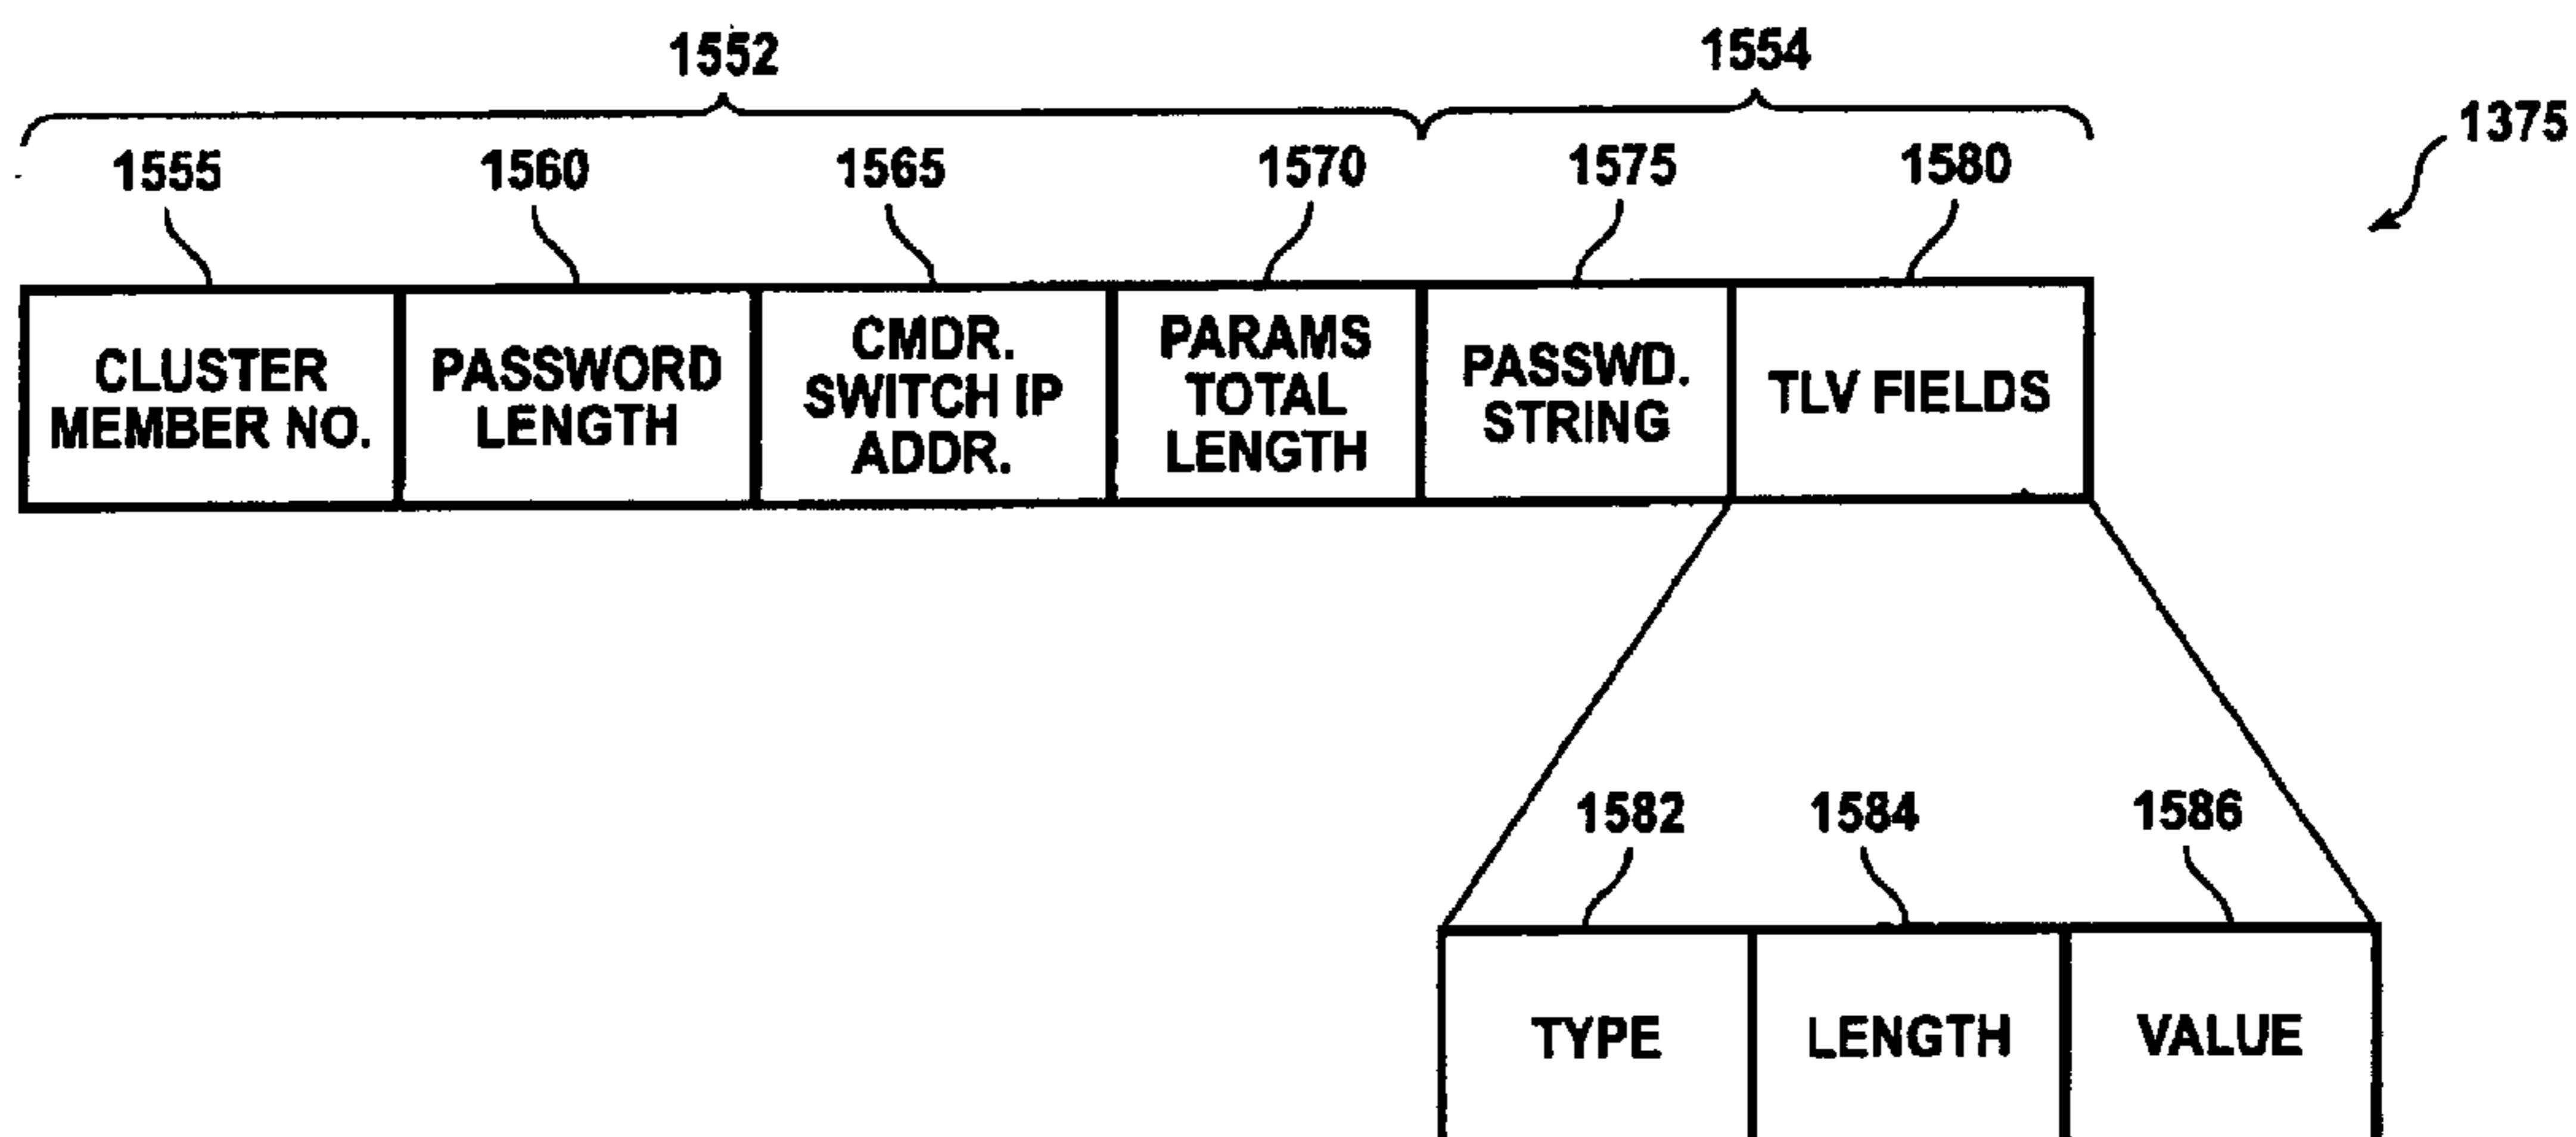 1552
1554
1375
1555
1560
1565
1570
1575
1580
CLUSTER
MEMBER NO.
PASSWORD
LENGTH
CMDR.
SWITCH IP
ADDR.
PARAMS
TOTAL
LENGTH
PASSWD.
STRING
TLV FIELDS
1582
1584
1586
TYPE
LENGTH
VALUE